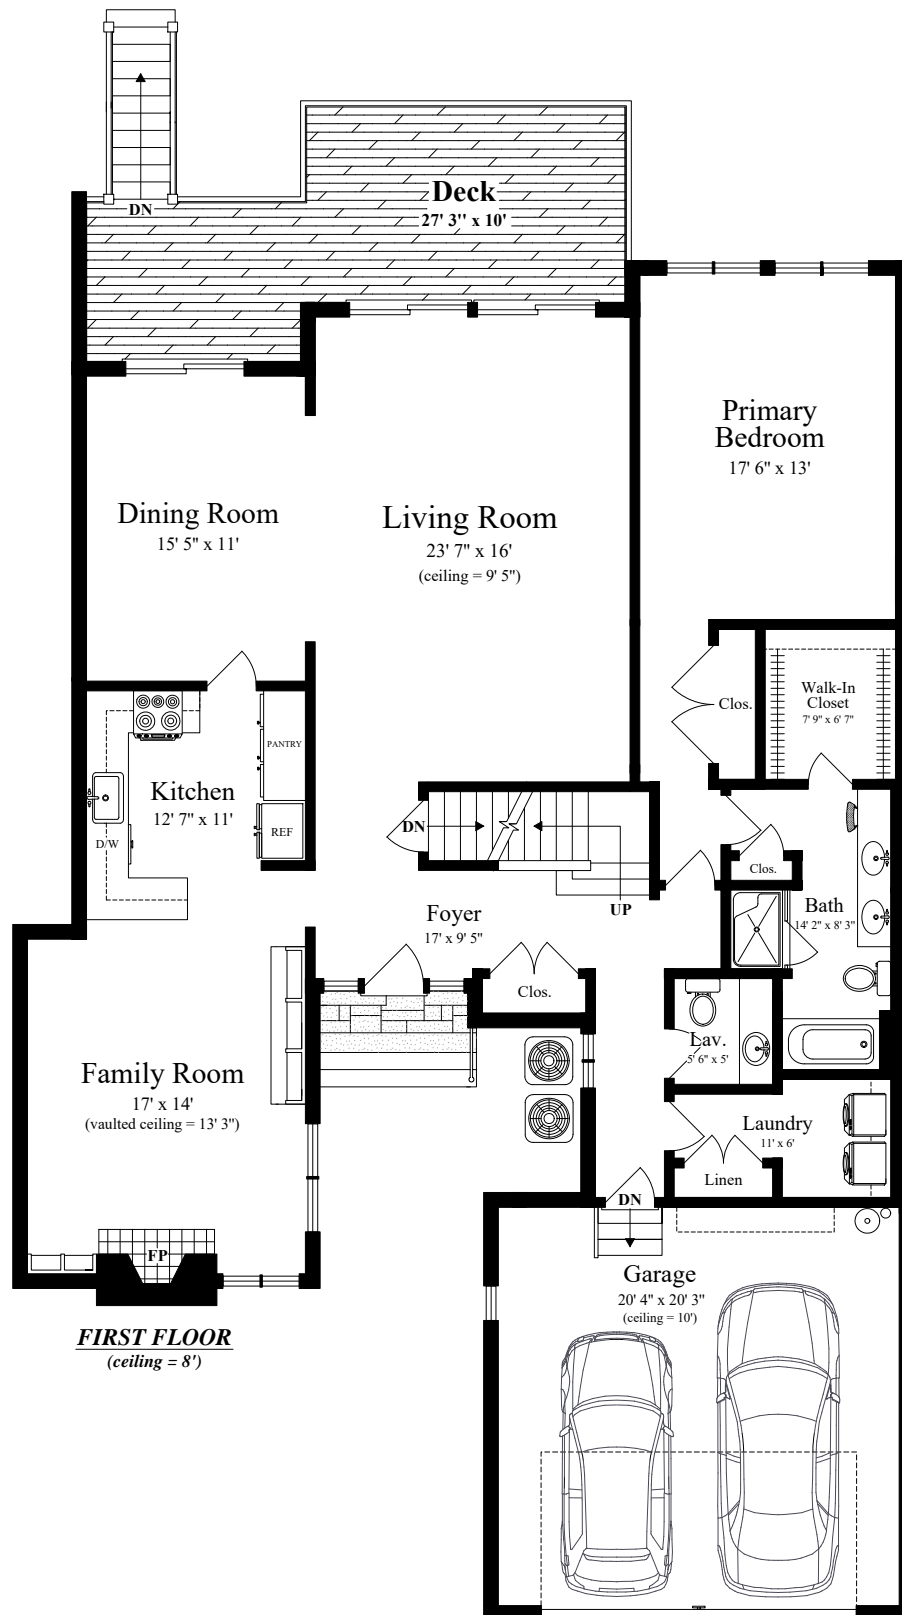 DN
Deck
27' 3" x 10'
Primary
Bedroom
17' 6" x 13'
Dining Room
15' 5" x 11'
Living Room
23' 7" x 16'
(ceiling = 9' 5")
Clos.
Walk-In
Closet
7' 9" x 6' 7"
PANTRY
Kitchen
12' 7" x 11'
D/W
REF
DN
UP
Clos.
Foyer
17' x 9' 5"
Bath
14' 2" x 8' 3"
Clos.
Lav.
5' 6" x 5'
Family Room
17' x 14'
(vaulted ceiling = 13' 3")
Laundry
11' x 6'
Linen
DN
FP
Garage
20' 4" x 20' 3"
(ceiling = 10')
FIRST FLOOR
(ceiling = 8')